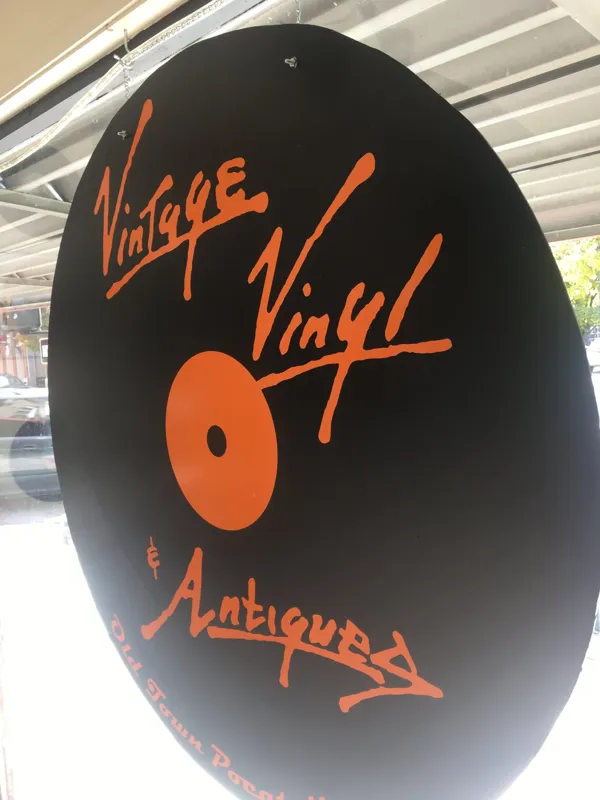 Vintage
Vinyl
& Antiques
Old Town